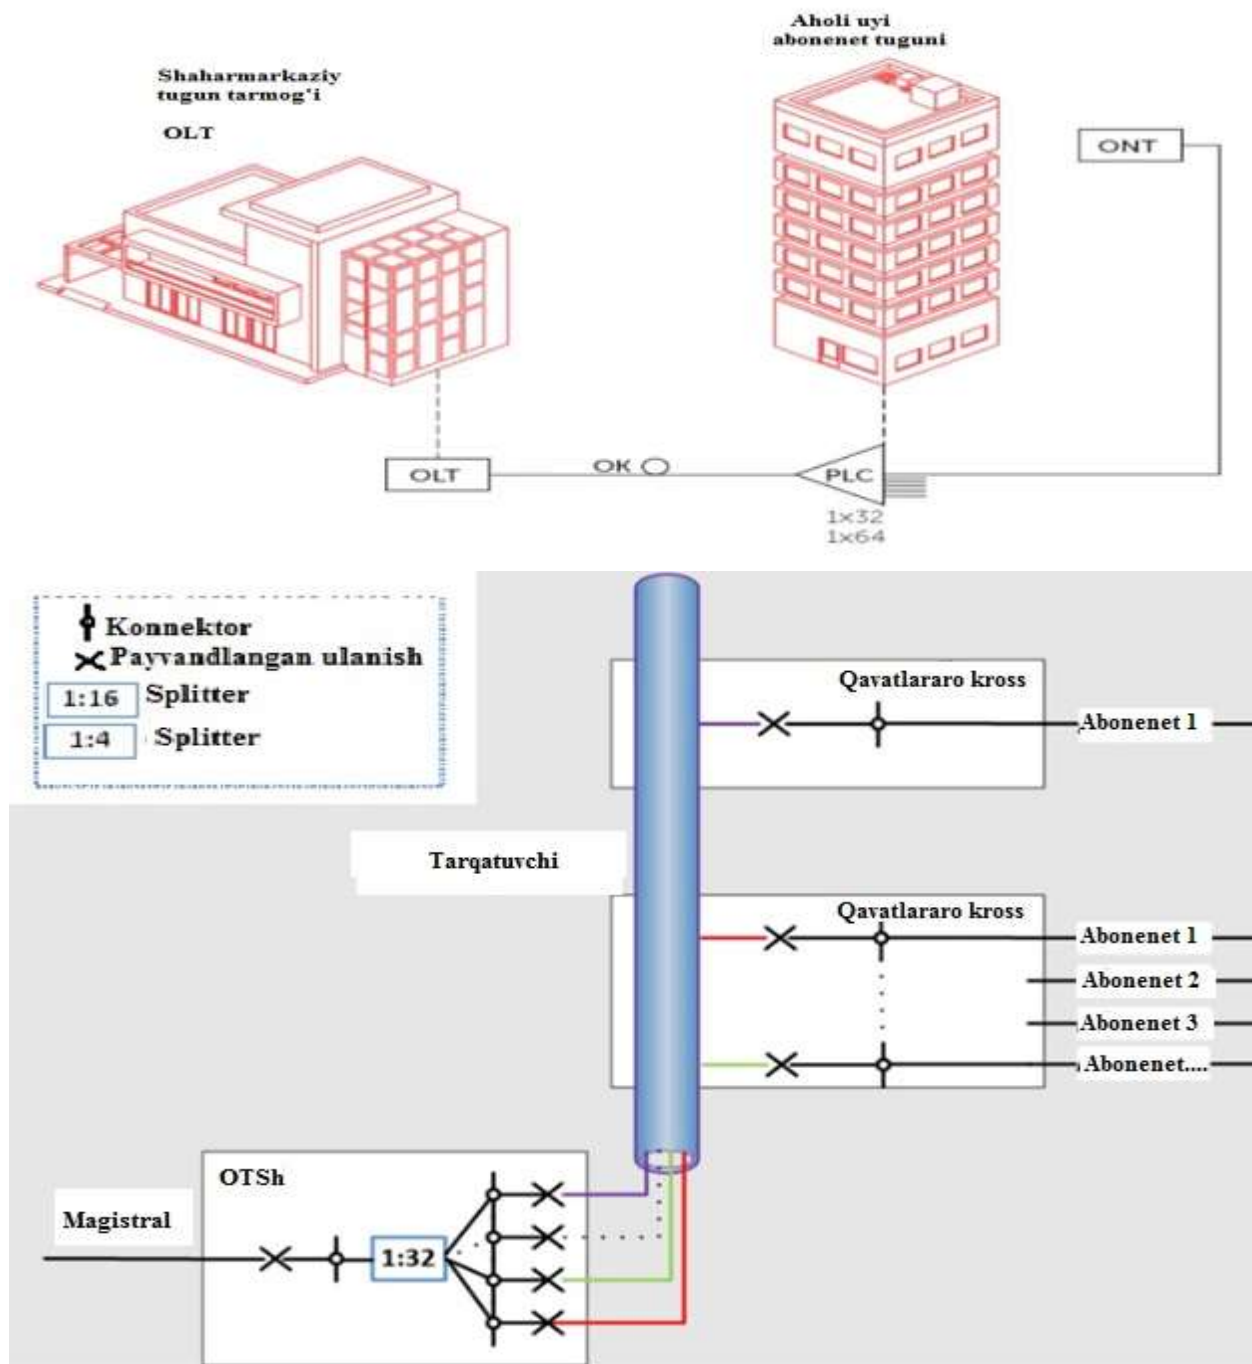 Aholi uyi
abonenet tuguni
Shaharmarkaziy
tugun tarmog'i
OLT
ONT
OLT
OK
PLC
1x32
1x64
Konnektor
Payvandlangan ulanish
1:16 Splitter
1:4 Splitter
Qavatlararo kross
Abonenet 1
Tarqatuvchi
Qavatlararo kross
Abonenet 1
Abonenet 2
Abonenet 3
Abonenet....
OTSh
Magistral
1:32